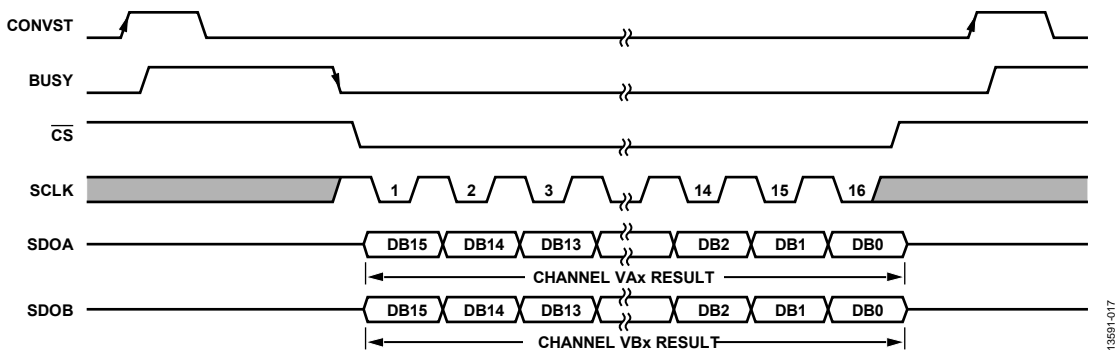 CONVST
BUSY
CS
SCLK 1 2 3 14 15 16
SDOA DB15 DB14 DB13 DB2 DB1 DB0
CHANNEL VAx RESULT
SDOB DB15 DB14 DB13 DB2 DB1 DB0
CHANNEL VBx RESULT
13591-017